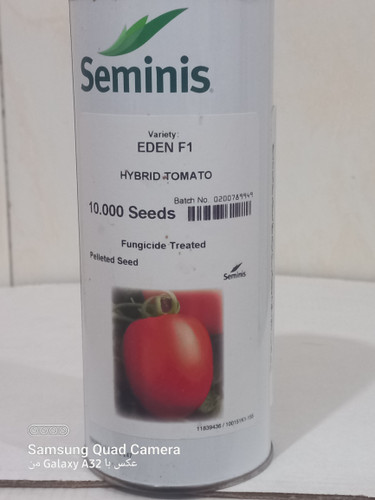 Seminis
Variety:
EDEN F1
HYBRID TOMATO
Batch No. 0200789949
10.000 Seeds
Fungicide Treated
Pelleted Seed
Seminis
Samsung Quad Camera
عکس با Galaxy A32 من